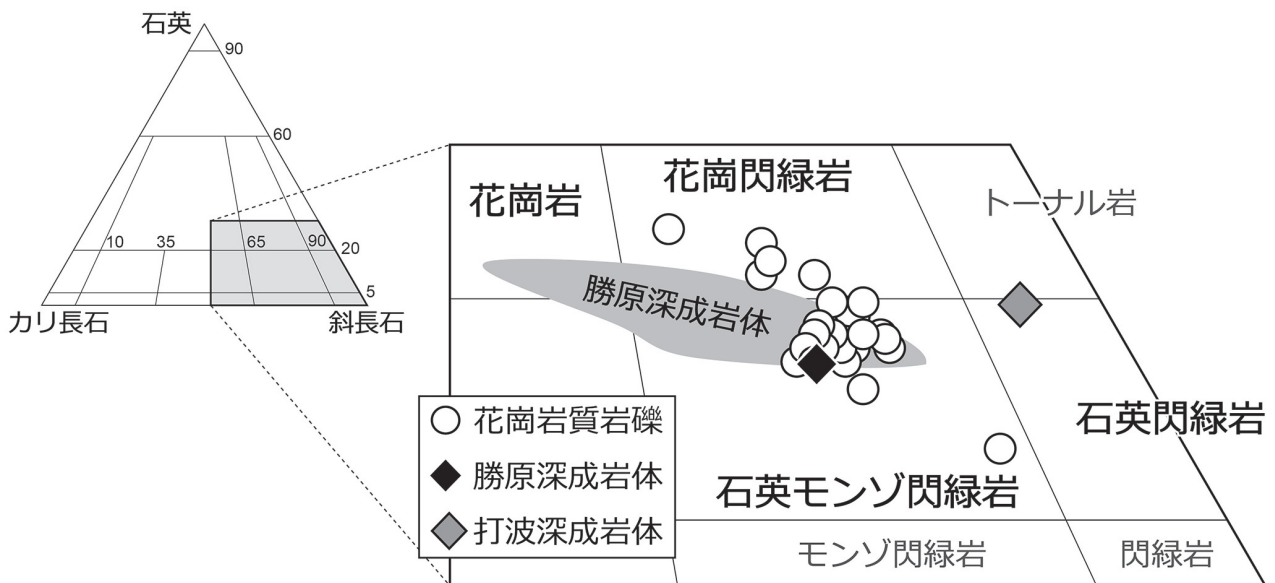 石英
90
60
10
35
65
90
20
5
カリ長石
斜長石
花崗岩
花崗閃緑岩
トーナル岩
勝原深成岩体
石英閃緑岩
石英モンゾ閃緑岩
モンゾ閃緑岩
閃緑岩
花崗岩質岩礫
勝原深成岩体
打波深成岩体